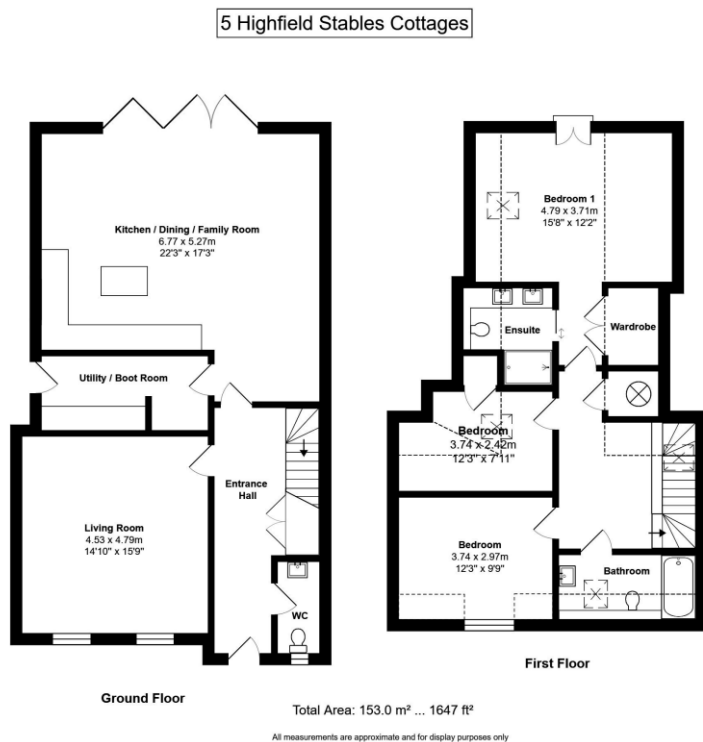 5 Highfield Stables Cottages
Kitchen / Dining / Family Room
6.77 x 5.27m
22'3" x 17'3"
Utility / Boot Room
Living Room
4.53 x 4.79m
14'10" x 15'9"
Entrance
Hall
WC
Ground Floor
Bedroom 1
4.79 x 3.71m
15'8" x 12'2"
Ensuite
Wardrobe
Bedroom
3.74 x 2.42m
12'3" x 7'11"
Bedroom
3.74 x 2.97m
12'3" x 9'9"
Bathroom
First Floor
Total Area: 153.0 m² ... 1647 ft²
All measurements are approximate and for display purposes only